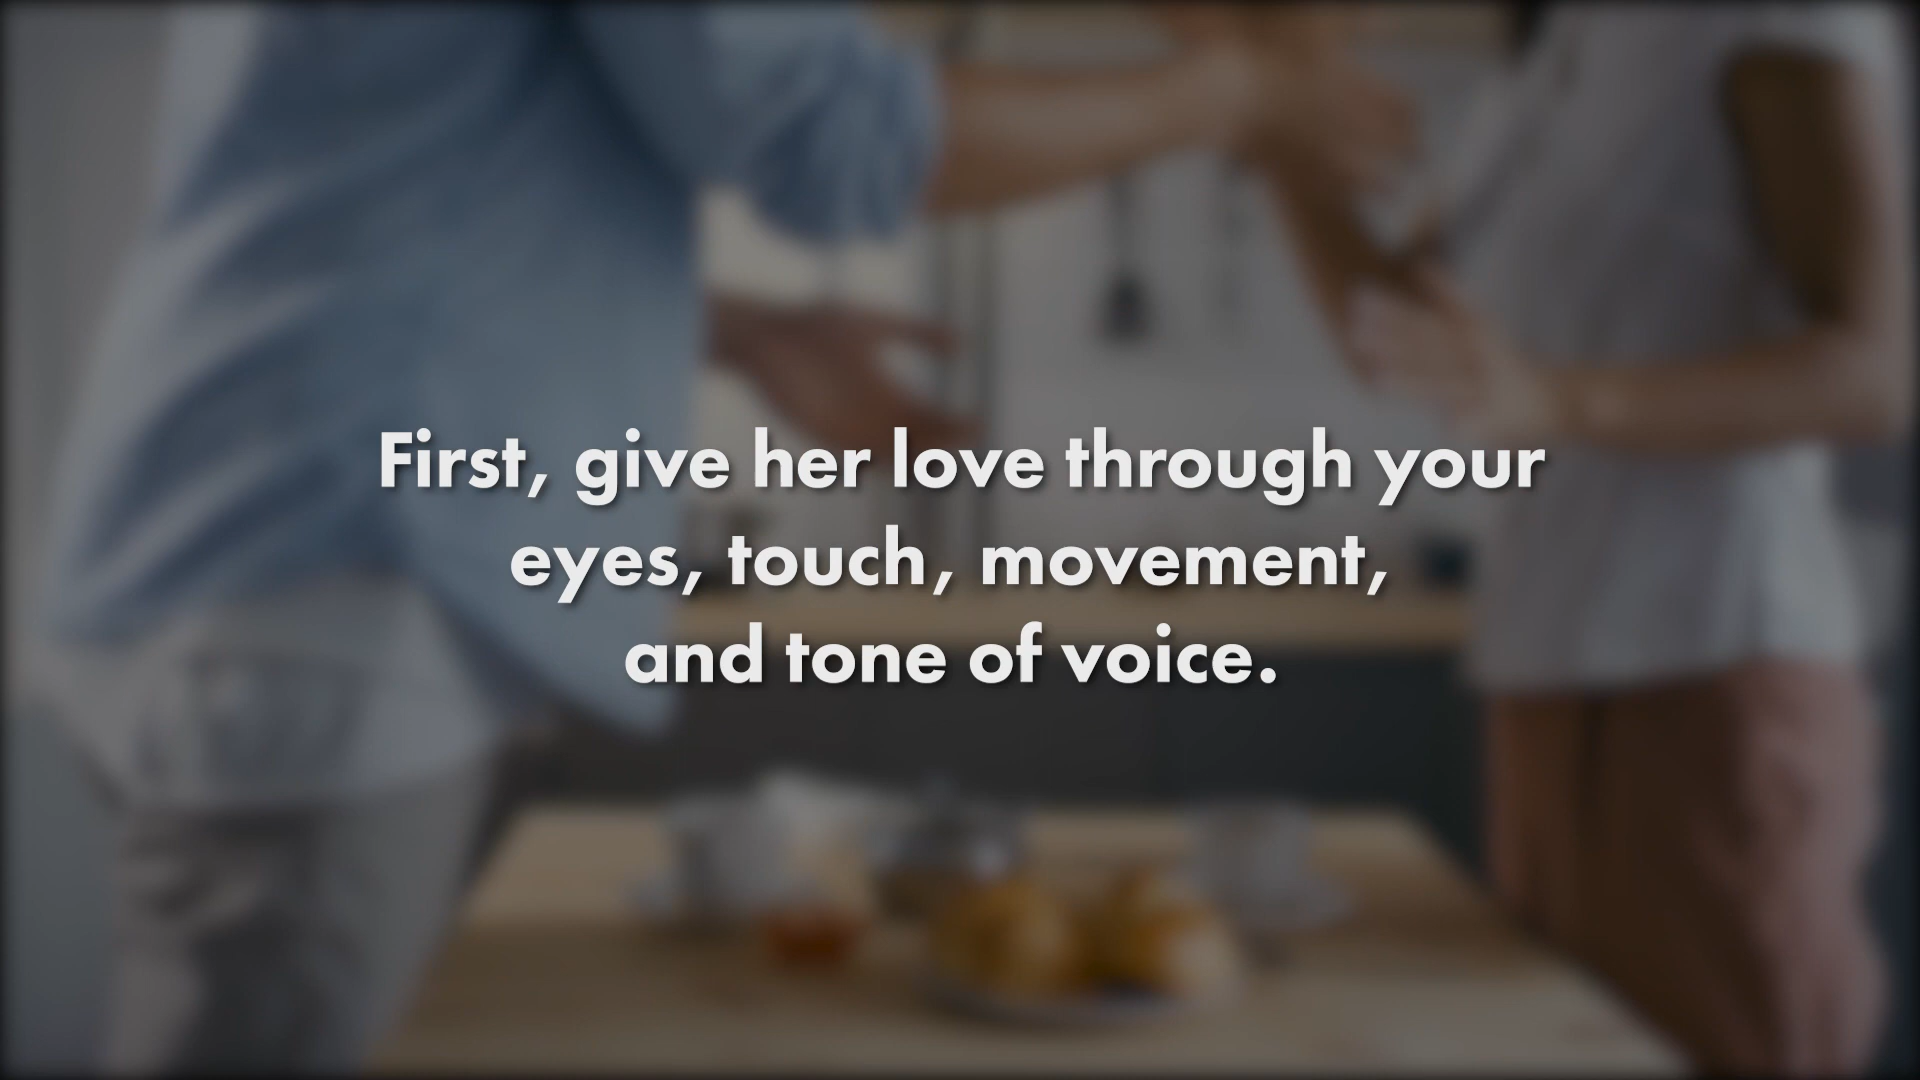 First, give her love through your
eyes, touch, movement,
and tone of voice.